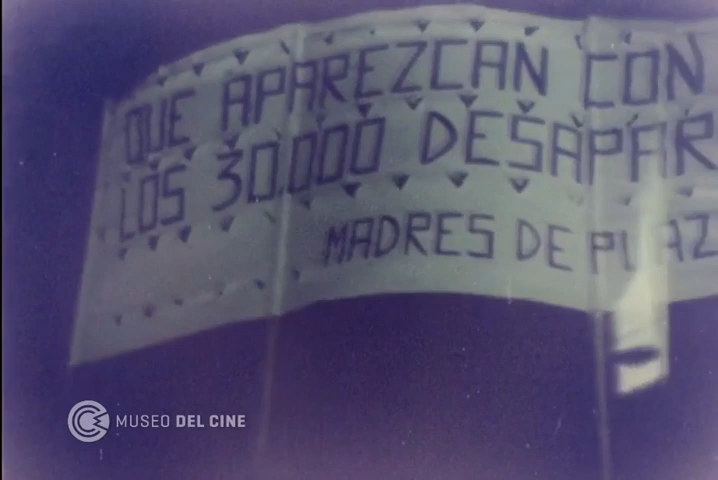 QUE APAREZCAN CON
LOS 30.000 DESAPAR
MADRES DE PLAZ
MUSEO DEL CINE